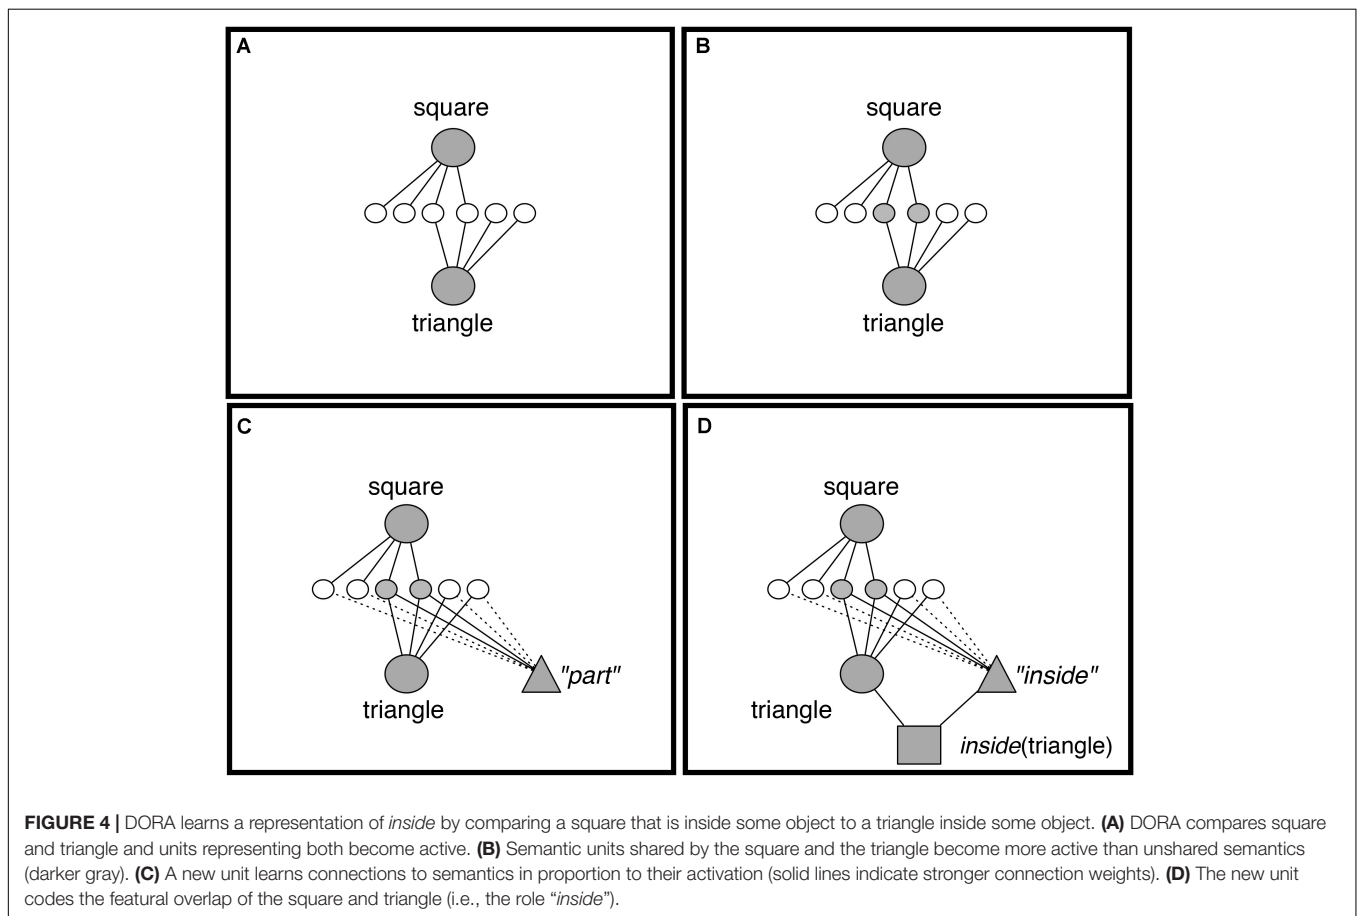 A
square
triangle
B
square
triangle
C
square
"part"
triangle
D
square
"inside"
triangle
inside(triangle)
FIGURE 4 | DORA learns a representation of inside by comparing a square that is inside some object to a triangle inside some object. (A) DORA compares square
and triangle and units representing both become active. (B) Semantic units shared by the square and the triangle become more active than unshared semantics
(darker gray). (C) A new unit learns connections to semantics in proportion to their activation (solid lines indicate stronger connection weights). (D) The new unit
codes the featural overlap of the square and triangle (i.e., the role “inside”).